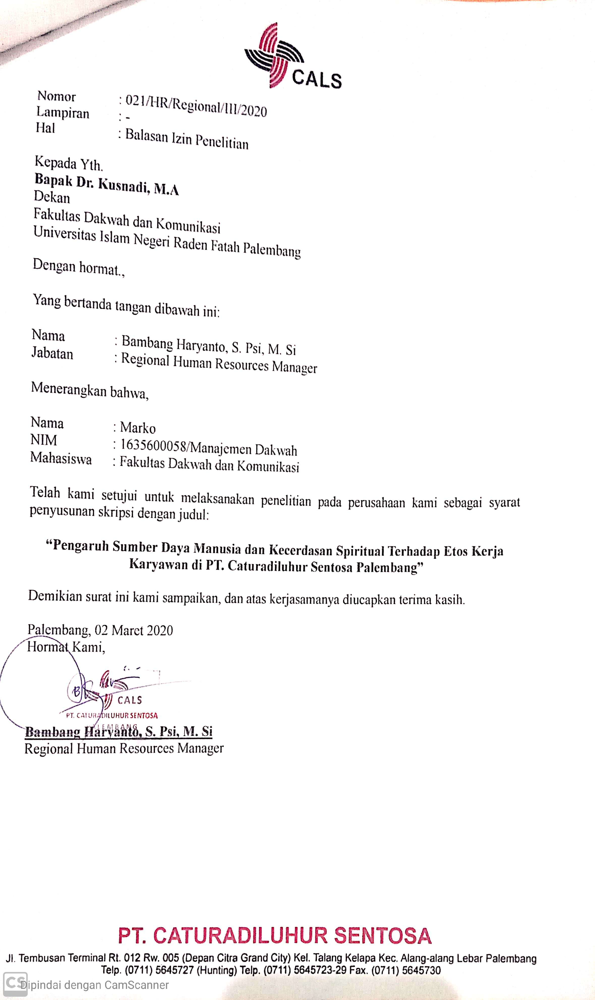 CALS
Nomor : 021/HR/Regional/III/2020
Lampiran : -
Hal : Balasan Izin Penelitian
Kepada Yth.
Bapak Dr. Kusnadi, M.A
Dekan
Fakultas Dakwah dan Komunikasi
Universitas Islam Negeri Raden Fatah Palembang
Dengan hormat.,
Yang bertanda tangan dibawah ini:
Nama : Bambang Haryanto, S. Psi, M. Si
Jabatan : Regional Human Resources Manager
Menerangkan bahwa,
Nama : Marko
NIM : 1635600058/Manajemen Dakwah
Mahasiswa : Fakultas Dakwah dan Komunikasi
Telah kami setujui untuk melaksanakan penelitian pada perusahaan kami sebagai syarat
penyusunan skripsi dengan judul:
“Pengaruh Sumber Daya Manusia dan Kecerdasan Spiritual Terhadap Etos Kerja
Karyawan di PT. Caturadiluhur Sentosa Palembang”
Demikian surat ini kami sampaikan, dan atas kerjasamanya diucapkan terima kasih.
Palembang, 02 Maret 2020
Hormat Kami,
CALS
PT. CATURADILUHUR SENTOSA
PALEMBANG
Bambang Haryanto, S. Psi, M. Si
Regional Human Resources Manager
PT. CATURADILUHUR SENTOSA
Jl. Tembusan Terminal Rt. 012 Rw. 005 (Depan Citra Grand City) Kel. Talang Kelapa Kec. Alang-alang Lebar Palembang
Telp. (0711) 5645727 (Hunting) Telp. (0711) 5645723-29 Fax. (0711) 5645730
CS Dipindai dengan CamScanner